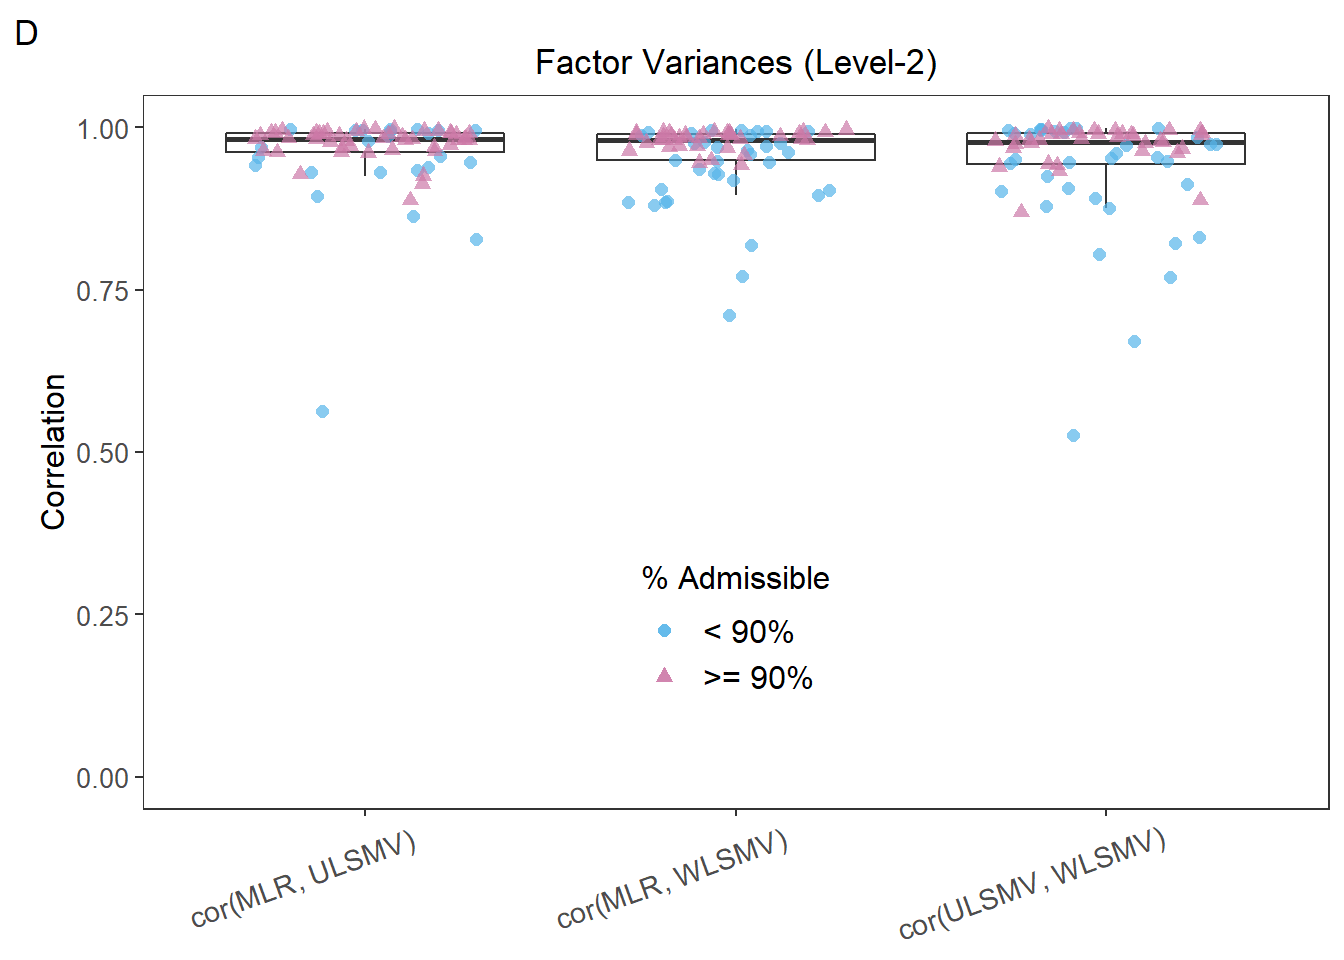 D
Factor Variances (Level-2)
Correlation
1.00
0.75
0.50
0.25
0.00
% Admissible
< 90%
>= 90%
cor(MLR, ULSMV)
cor(MLR, WLSMV)
cor(ULSMV, WLSMV)